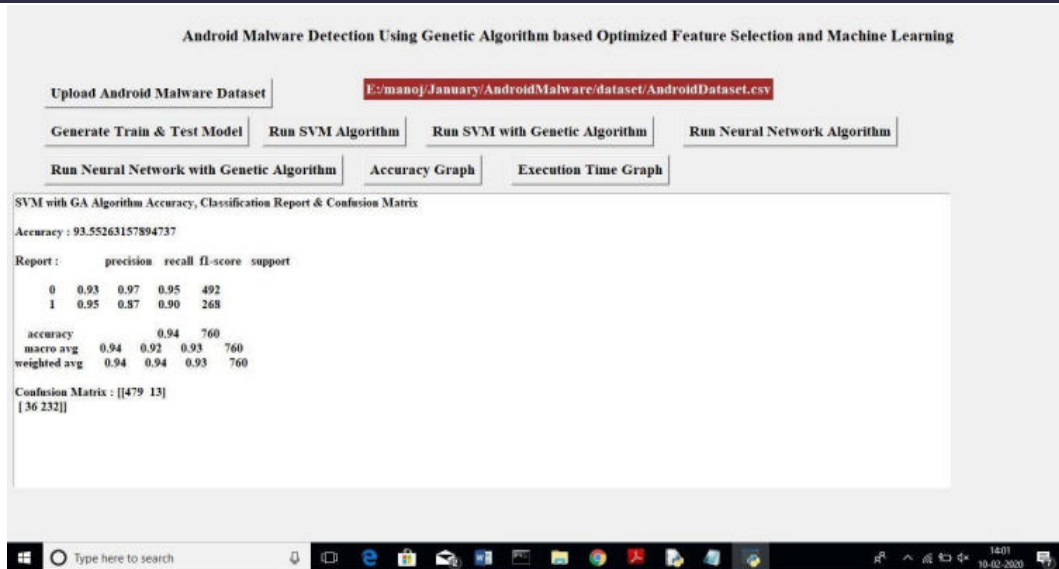 Android Malware Detection Using Genetic Algorithm based Optimized Feature Selection and Machine Learning
Upload Android Malware Dataset E:/manoj/January/AndroidMalware/dataset/AndroidDataset.csv
Generate Train & Test Model Run SVM Algorithm Run SVM with Genetic Algorithm Run Neural Network Algorithm
Run Neural Network with Genetic Algorithm Accuracy Graph Execution Time Graph
SVM with GA Algorithm Accuracy, Classification Report & Confusion Matrix
Accuracy : 93.55263157894737
Report : precision recall f1-score support
0 0.93 0.97 0.95 492
1 0.95 0.87 0.90 268
accuracy 0.94 760
macro avg 0.94 0.92 0.93 760
weighted avg 0.94 0.94 0.93 760
Confusion Matrix : [[479 13]
[ 36 232]]
Type here to search
14:01
10-02-2020